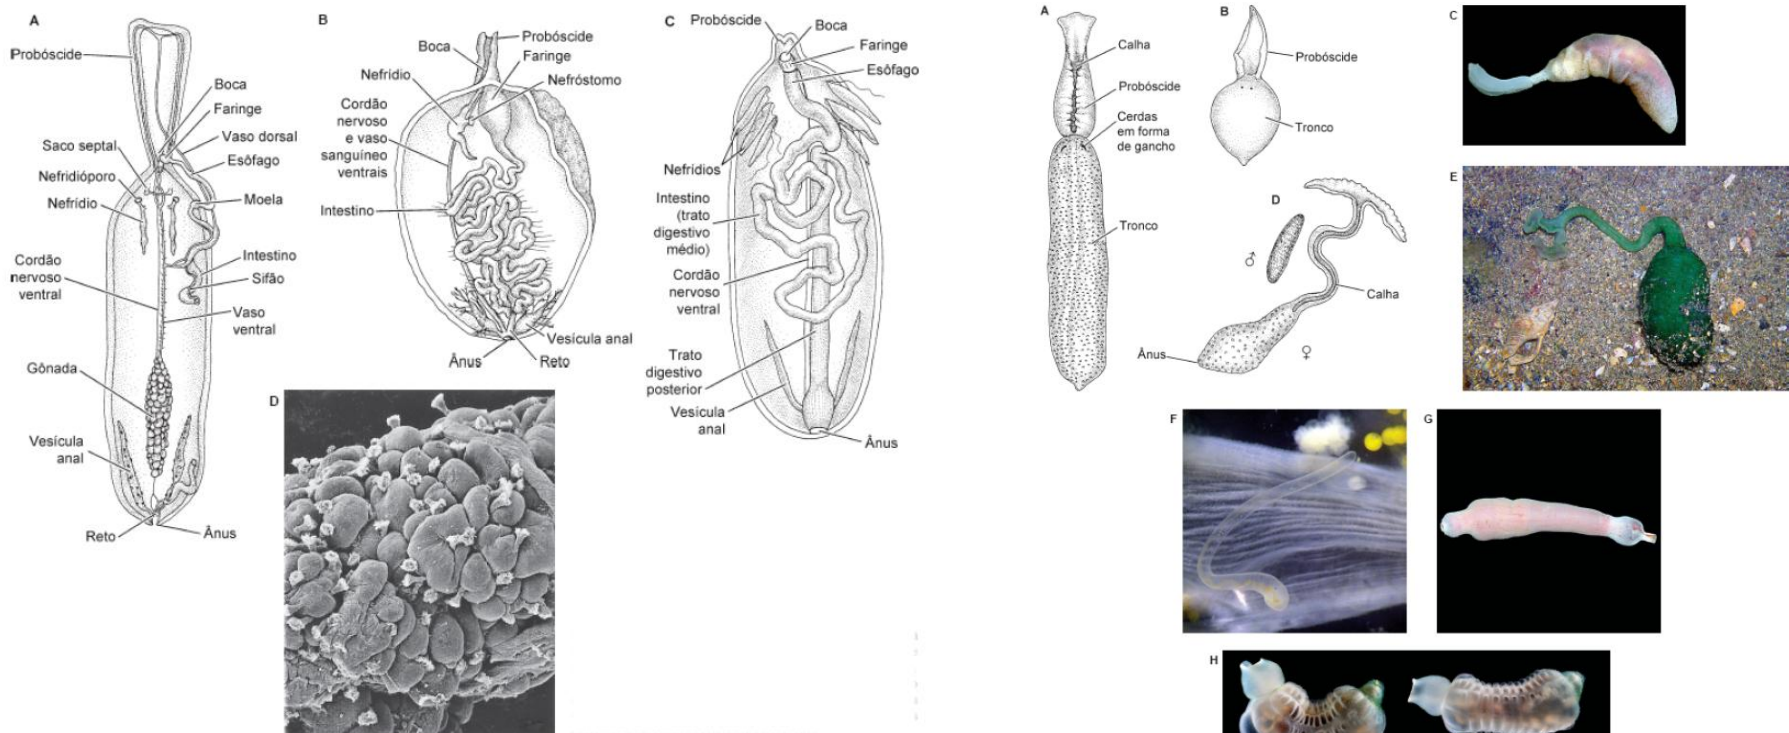 A
Probóscide
Boca
Faringe
Vaso dorsal
Saco septal
Esôfago
Nefridióporo
Nefrídio
Moela
Cordão
nervoso
ventral
Intestino
Sifão
Vaso
ventral
Gônada
Vesícula
anal
Reto
Ânus
B
Probóscide
Boca
Faringe
Nefrídio
Nefróstomo
Cordão
nervoso
e vaso
sanguíneo
ventrais
Intestino
Vesícula anal
Ânus
Reto
C
Probóscide
Boca
Faringe
Esôfago
Nefrídios
Intestino
(trato
digestivo
médio)
Cordão
nervoso
ventral
Trato
digestivo
posterior
Vesícula
anal
Ânus
D
A
Calha
Probóscide
Cerdas
em forma
de gancho
Tronco
B
Probóscide
Tronco
C
D
♂
Calha
Ânus
♀
E
F
G
H